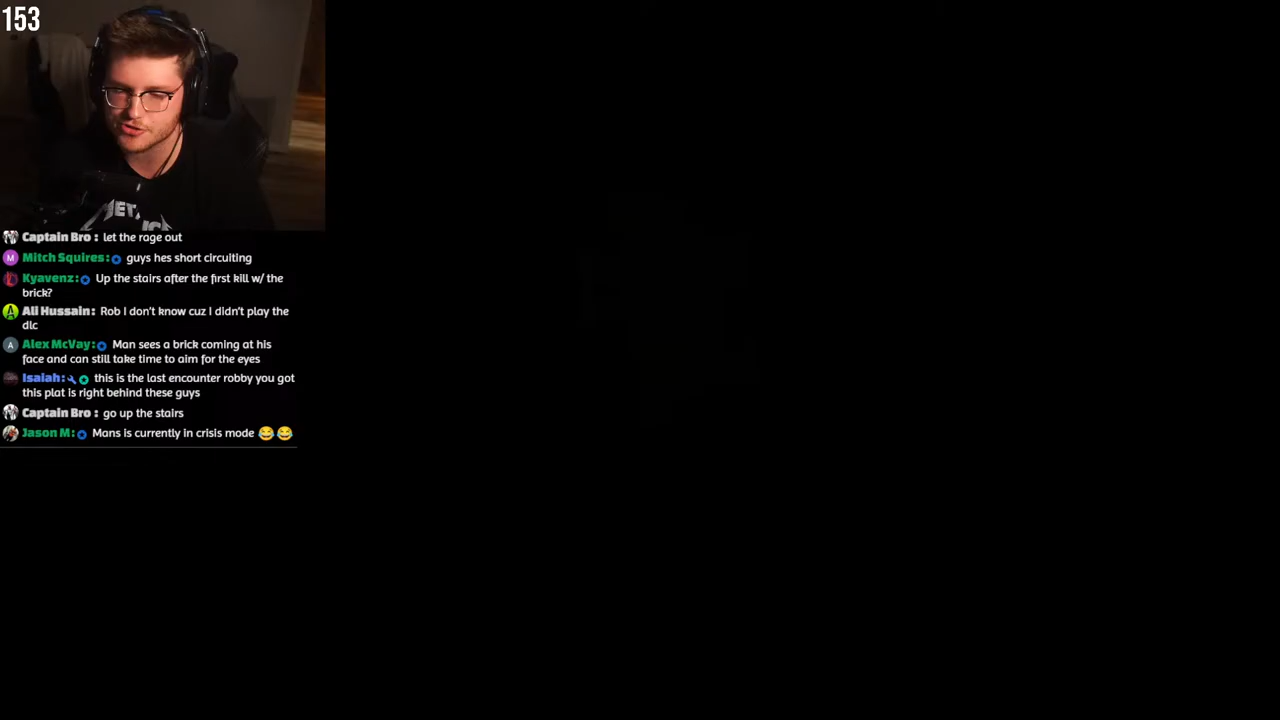 153
MET
LIC
Captain Bro : let the rage out
Mitch Squires: guys hes short circuiting
Kyavenz: Up the stairs after the first kill w/ the
brick?
Ali Hussain: Rob I don't know cuz I didn't play the
dlc
Alex McVay: Man sees a brick coming at his
face and can still take time to aim for the eyes
Isaiah: this is the last encounter robby you got
this plat is right behind these guys
Captain Bro : go up the stairs
Jason M: Mans is currently in crisis mode 😂😂